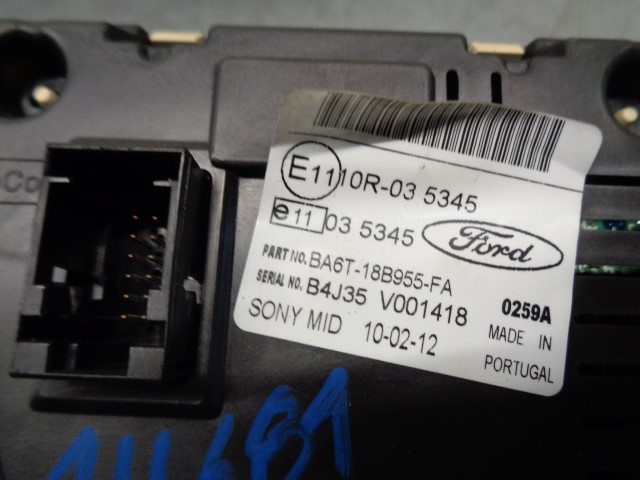 E11 10R-03 5345
e11 03 5345 Ford
PART NO. BA6T-18B955-FA
SERIAL NO. B4J35 V001418 0259A
SONY MID 10-02-12 MADE IN
PORTUGAL